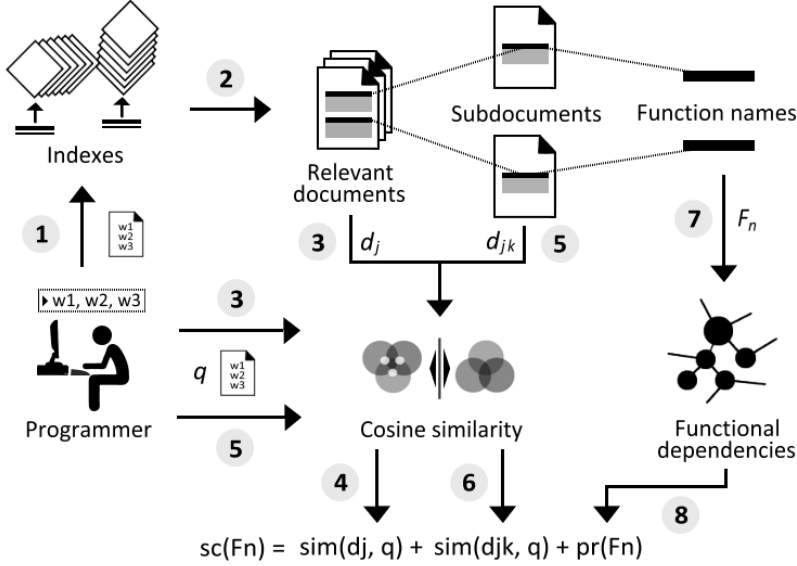 2
Subdocuments
Function names
Indexes
Relevant
documents
1
w1
w2
w3
3
dj
djk
5
7
Fn
w1, w2, w3
3
q
w1
w2
w3
Programmer
5
Cosine similarity
Functional
dependencies
4
6
8
sc(Fn) = sim(dj, q) + sim(djk, q) + pr(Fn)